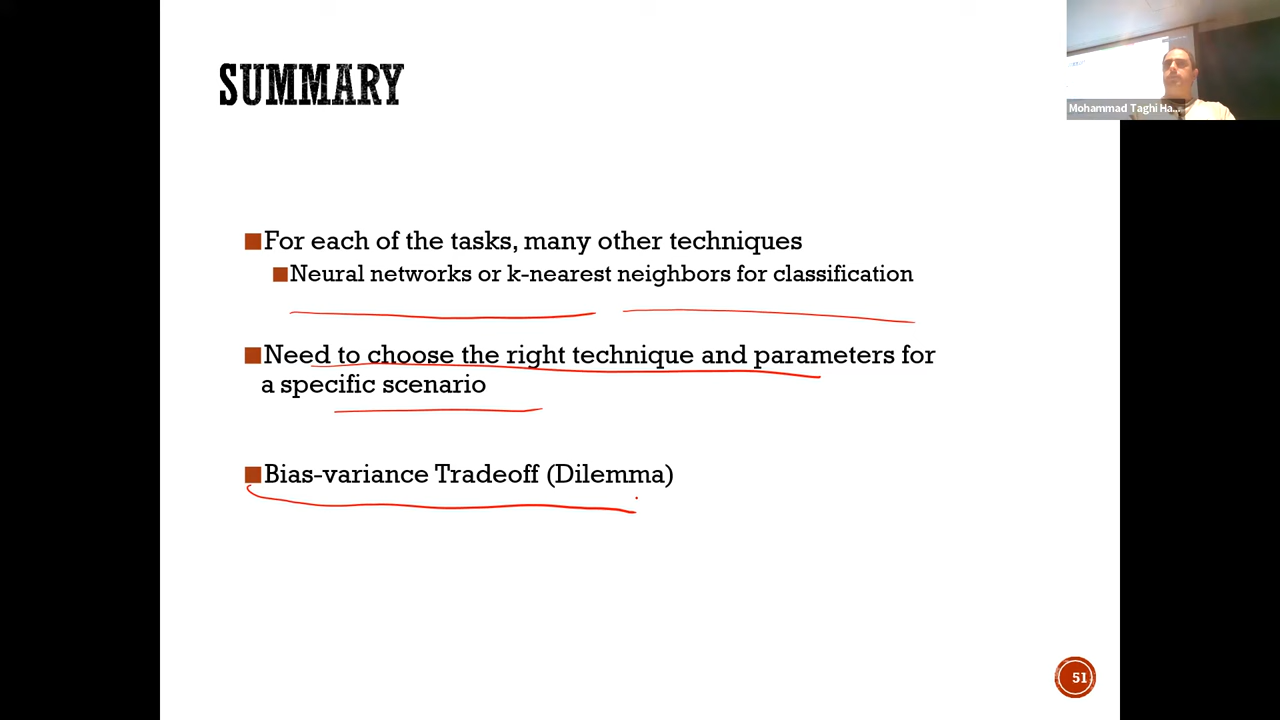 SUMMARY
Mohammad Taghi Ha...
For each of the tasks, many other techniques
Neural networks or k-nearest neighbors for classification
Need to choose the right technique and parameters for
a specific scenario
Bias-variance Tradeoff (Dilemma)
51